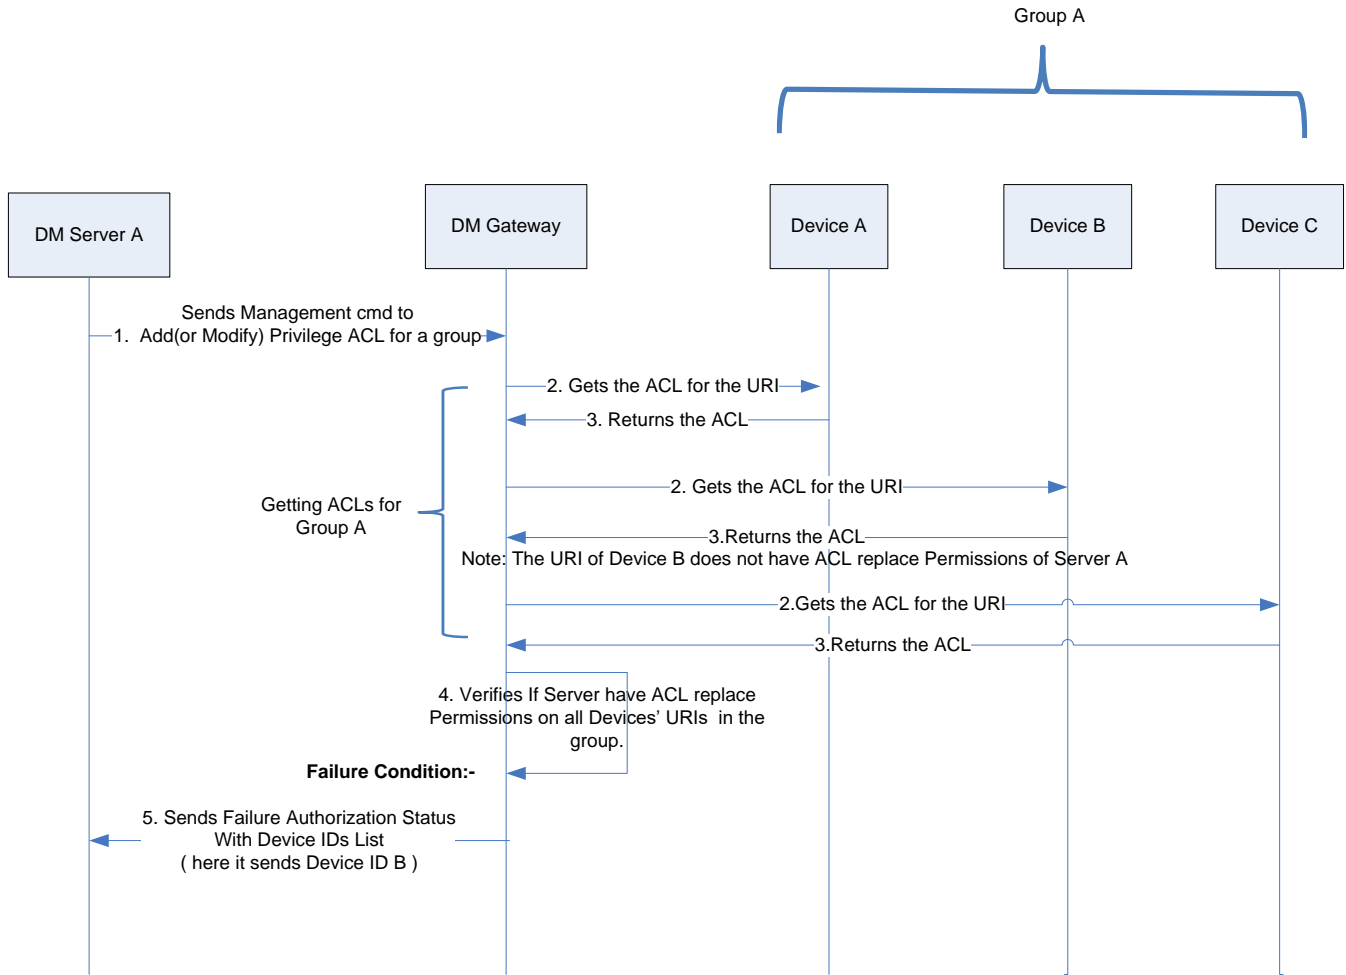 Group A
DM Server A
DM Gateway
Device A
Device B
Device C
Sends Management cmd to
1. Add(or Modify) Privilege ACL for a group
2. Gets the ACL for the URI
3. Returns the ACL
2. Gets the ACL for the URI
Getting ACLs for
Group A
3.Returns the ACL
Note: The URI of Device B does not have ACL replace Permissions of Server A
2.Gets the ACL for the URI
3.Returns the ACL
4. Verifies If Server have ACL replace
Permissions on all Devices’ URIs in the
group.
Failure Condition:-
5. Sends Failure Authorization Status
With Device IDs List
( here it sends Device ID B )